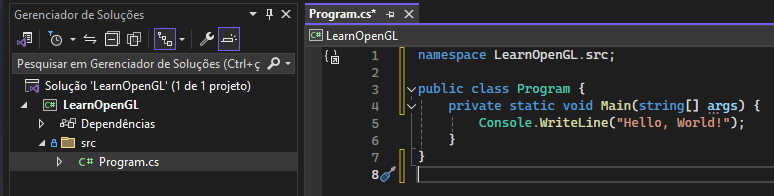 Gerenciador de Soluções
Pesquisar em Gerenciador de Soluções (Ctrl+ç
Solução 'LearnOpenGL' (1 de 1 projeto)
C# LearnOpenGL
Dependências
src
C# Program.cs
Program.cs*
C# LearnOpenGL
1 namespace LearnOpenGL.src;
2
3 public class Program {
4 private static void Main(string[] args) {
5 Console.WriteLine("Hello, World!");
6 }
7 }
8